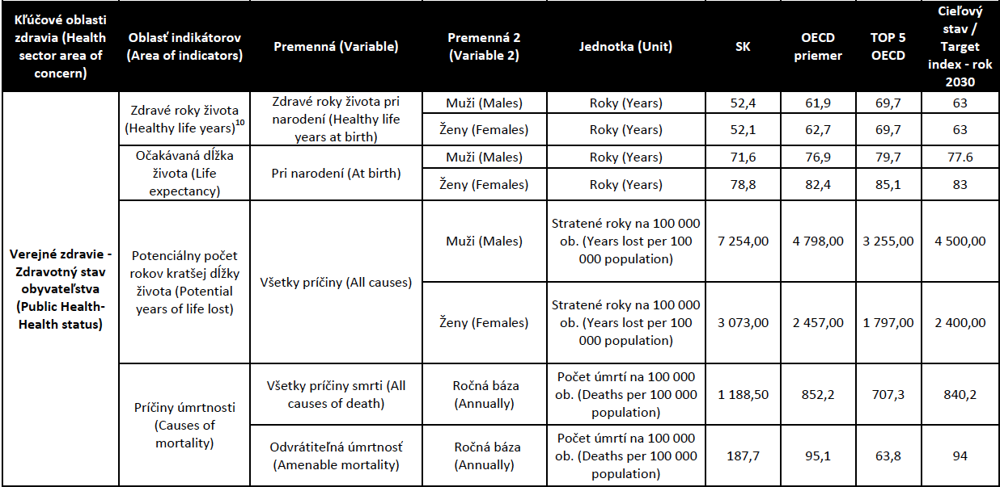 Kľúčové oblasti
zdravia (Health
sector area of
concern)
Oblasť indikátorov
(Area of indicators)
Premenná (Variable)
Premenná 2
(Variable 2)
Jednotka (Unit)
SK
OECD
priemer
TOP 5
OECD
Cieľový
stav /
Target
index - rok
2030
Verejné zdravie -
Zdravotný stav
obyvateľstva
(Public Health-
Health status)
Zdravé roky života
(Healthy life years)10
Zdravé roky života pri
narodení (Healthy life
years at birth)
Muži (Males)
Roky (Years)
52,4
61,9
69,7
63
Ženy (Females)
Roky (Years)
52,1
62,7
69,7
63
Očakávaná dĺžka
života (Life
expectancy)
Pri narodení (At birth)
Muži (Males)
Roky (Years)
71,6
76,9
79,7
77.6
Ženy (Females)
Roky (Years)
78,8
82,4
85,1
83
Potenciálny počet
rokov kratšej dĺžky
života (Potential
years of life lost)
Všetky príčiny (All causes)
Muži (Males)
Stratené roky na 100 000
ob. (Years lost per 100
000 population)
7 254,00
4 798,00
3 255,00
4 500,00
Ženy (Females)
Stratené roky na 100 000
ob. (Years lost per 100
000 population)
3 073,00
2 457,00
1 797,00
2 400,00
Príčiny úmrtnosti
(Causes of
mortality)
Všetky príčiny smrti (All
causes of death)
Ročná báza
(Annually)
Počet úmrtí na 100 000
ob. (Deaths per 100 000
population)
1 188,50
852,2
707,3
840,2
Odvrátiteľná úmrtnosť
(Amenable mortality)
Ročná báza
(Annually)
Počet úmrtí na 100 000
ob. (Deaths per 100 000
population)
187,7
95,1
63,8
94